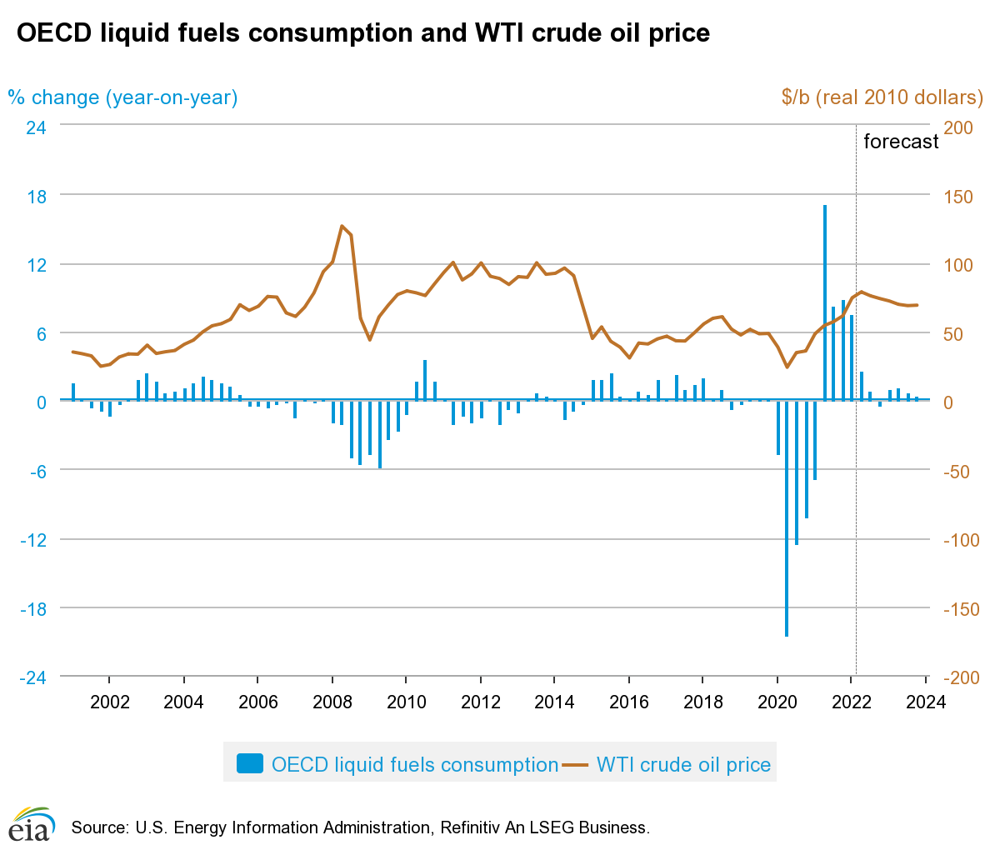 OECD liquid fuels consumption and WTI crude oil price
% change (year-on-year) $/b (real 2010 dollars)
24 200
forecast
18 150
12 100
6 50
0 0
-6 -50
-12 -100
-18 -150
-24 -200
2002 2004 2006 2008 2010 2012 2014 2016 2018 2020 2022 2024
OECD liquid fuels consumption WTI crude oil price
eia Source: U.S. Energy Information Administration, Refinitiv An LSEG Business.